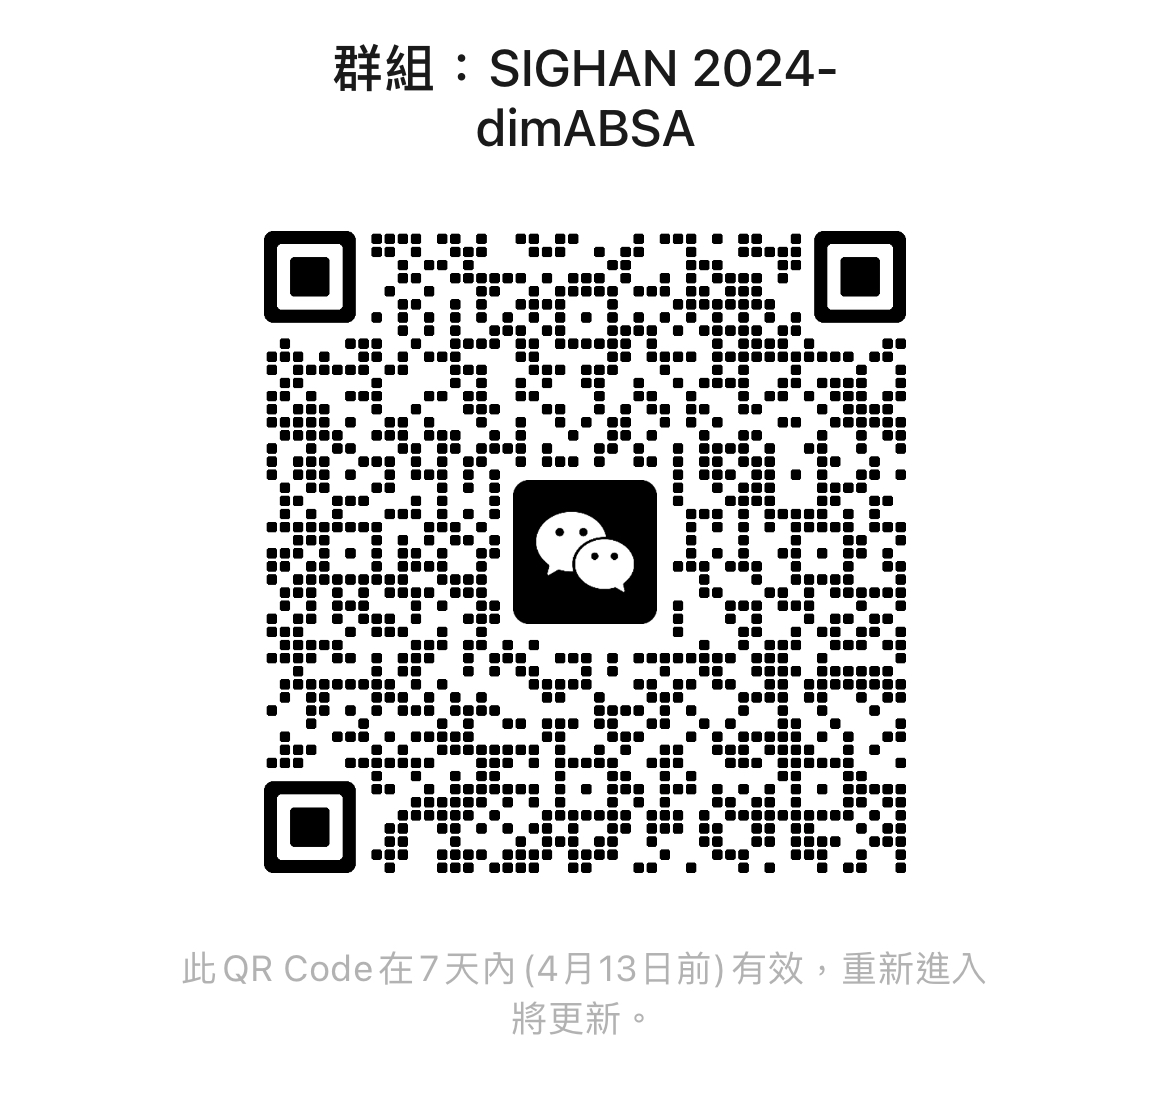 群組：SIGHAN 2024-
dimABSA
此 QR Code 在 7 天內 (4月13日前) 有效，重新進入
將更新。